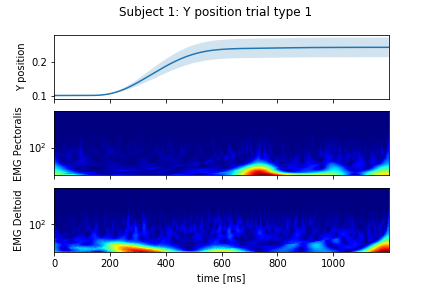 Subject 1: Y position trial type 1
Y position
0.2
0.1
EMG Pectoralis
10²
EMG Deltoid
10²
0 200 400 600 800 1000
time [ms]